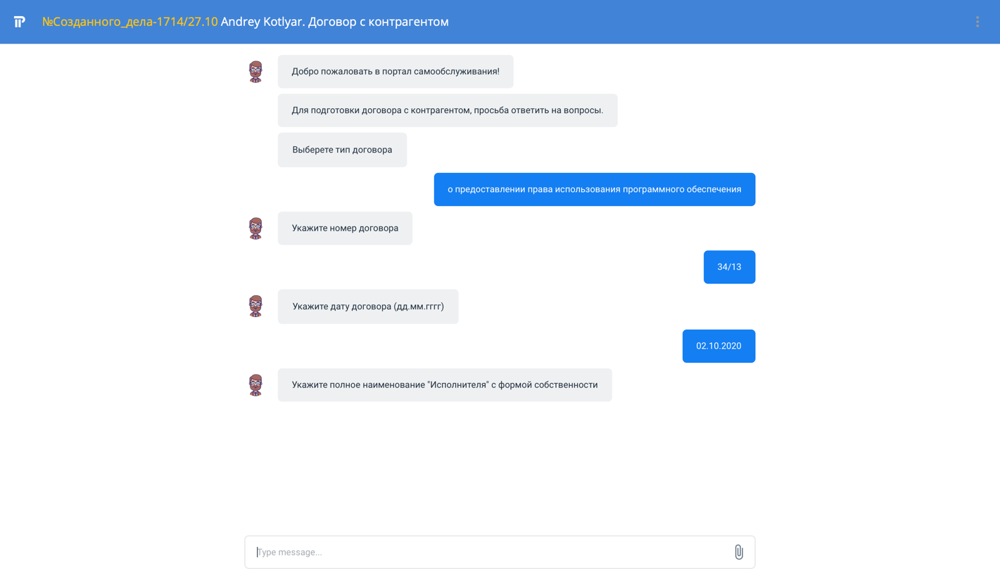 №Созданного_дела-1714/27.10 Andrey Kotlyar. Договор с контрагентом
Добро пожаловать в портал самообслуживания!
Для подготовки договора с контрагентом, просьба ответить на вопросы.
Выберете тип договора
о предоставлении права использования программного обеспечения
Укажите номер договора
34/13
Укажите дату договора (дд.мм.гггг)
02.10.2020
Укажите полное наименование "Исполнителя" с формой собственности
Type message...